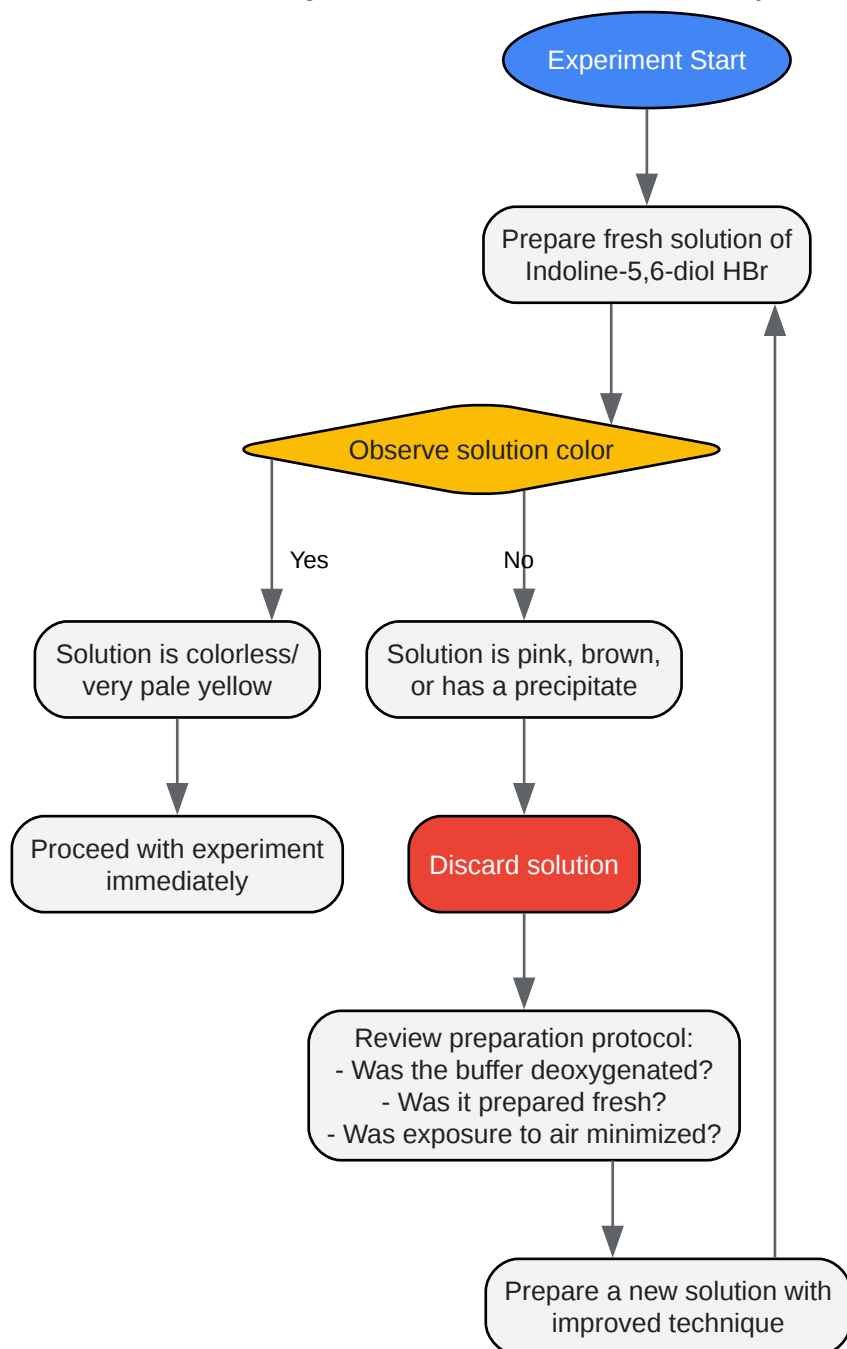 Experiment Start
Prepare fresh solution of
Indoline-5,6-diol HBr
Observe solution color
Yes
No
Solution is colorless/
very pale yellow
Solution is pink, brown,
or has a precipitate
Proceed with experiment
immediately
Discard solution
Review preparation protocol:
- Was the buffer deoxygenated?
- Was it prepared fresh?
- Was exposure to air minimized?
Prepare a new solution with
improved technique